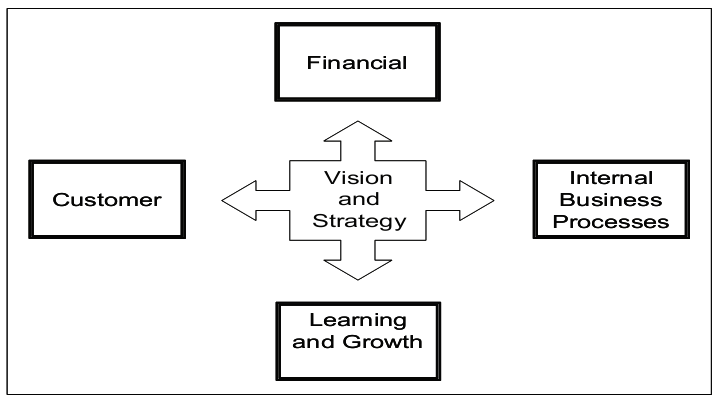 Financial
Customer
Vision
and
Strategy
Internal
Business
Processes
Learning
and Growth